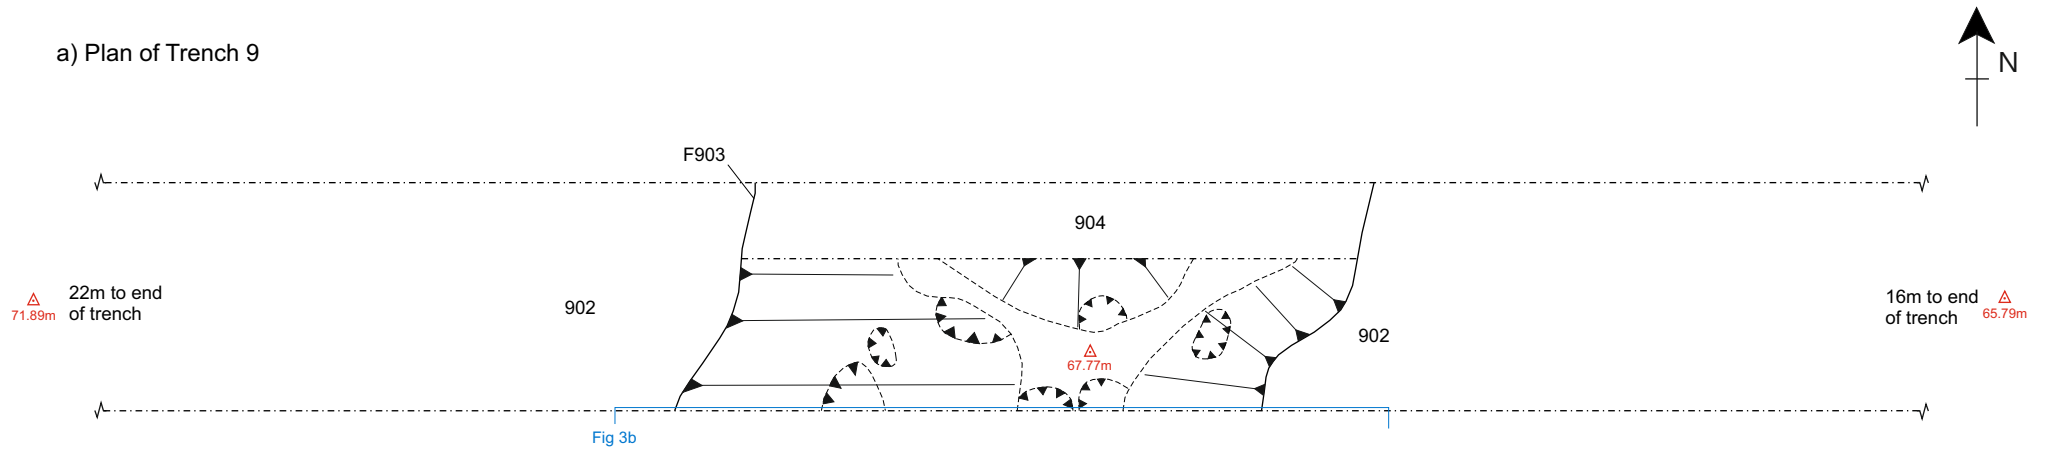 a) Plan of Trench 9
N
F903
904
71.89m
22m to end
of trench
902
67.77m
902
16m to end
of trench
65.79m
Fig 3b